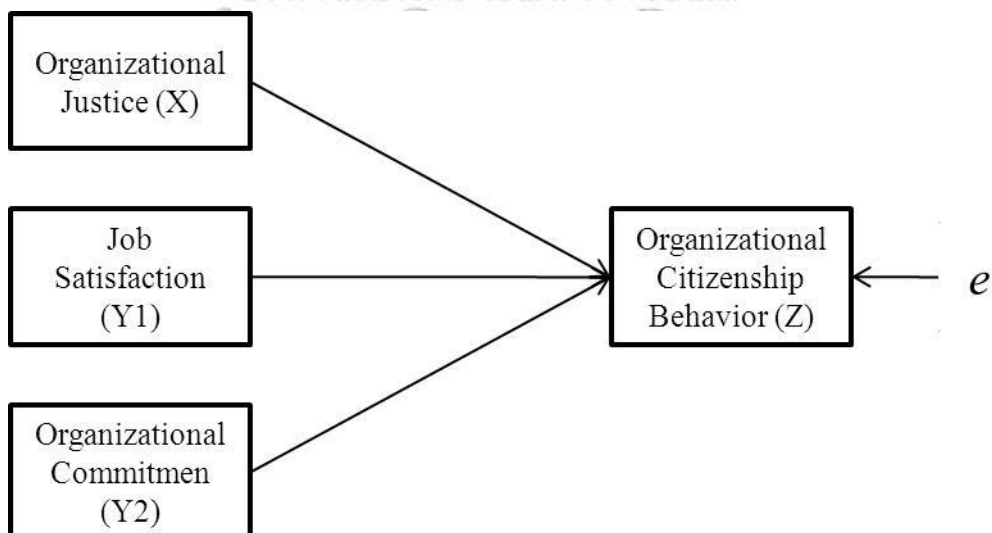 Organizational
Justice (X)
Job
Satisfaction
(Y1)
Organizational
Citizenship
Behavior (Z)
e
Organizational
Commitmen
(Y2)